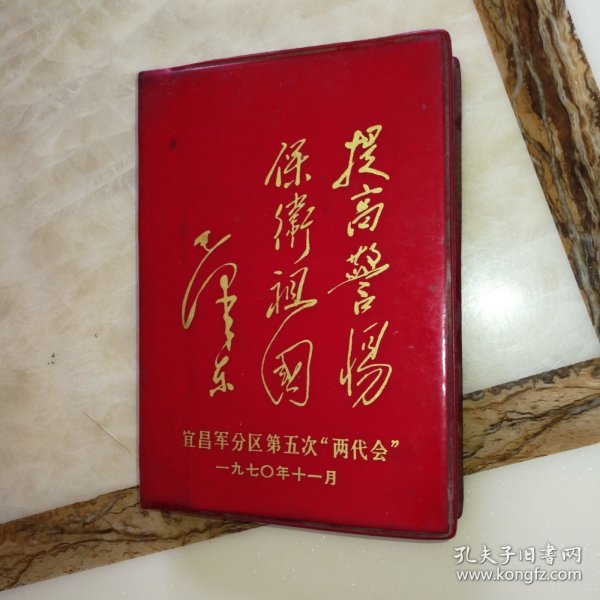 提高警惕
保衛祖國
毛澤东
宜昌军分区第五次“两代会”
一九七〇年十一月
孔夫子旧书网
www.kongfz.com